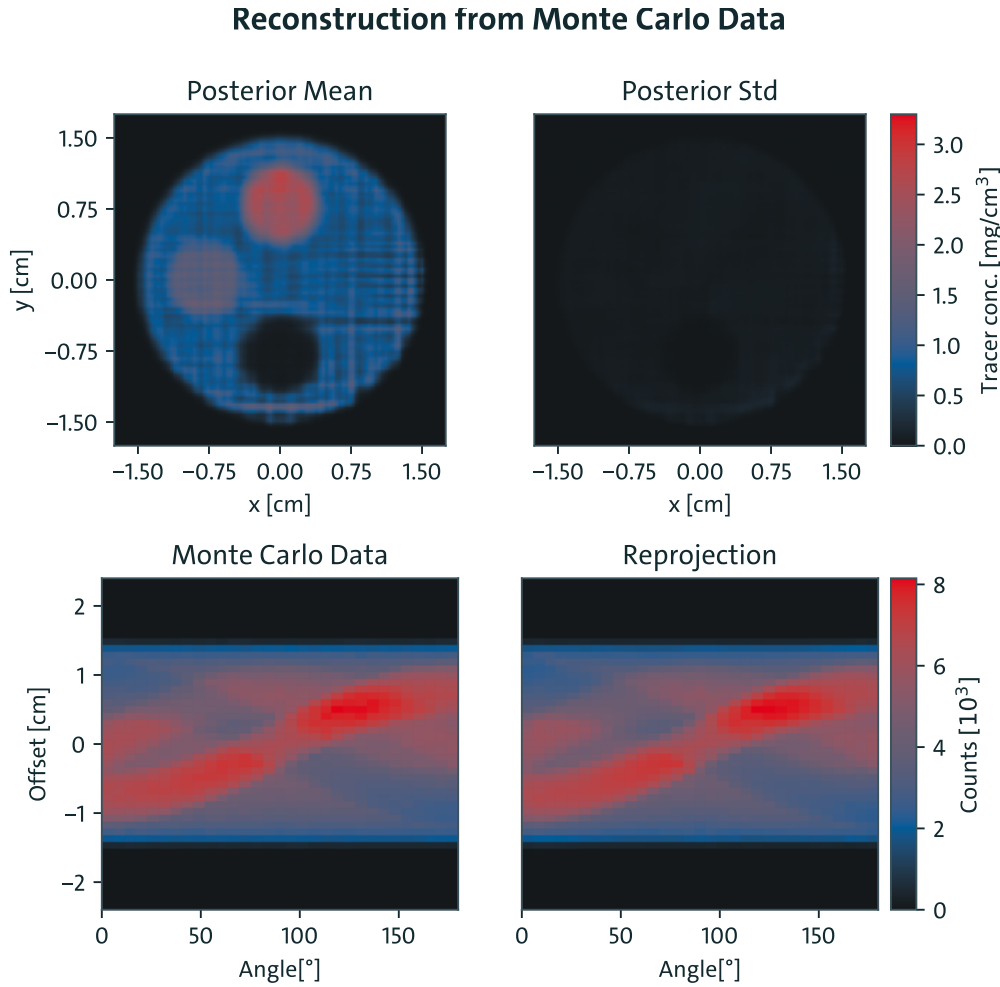 Reconstruction from Monte Carlo Data
Posterior Mean
Posterior Std
1.50
0.75
0.00
−0.75
−1.50
y [cm]
−1.50 −0.75 0.00 0.75 1.50
x [cm]
−1.50 −0.75 0.00 0.75 1.50
x [cm]
3.0
2.5
2.0
1.5
1.0
0.5
0.0
Tracer conc. [mg/cm³]
Monte Carlo Data
Reprojection
2
1
0
−1
−2
Offset [cm]
0 50 100 150
Angle[°]
0 50 100 150
Angle[°]
8
6
4
2
0
Counts [10³]